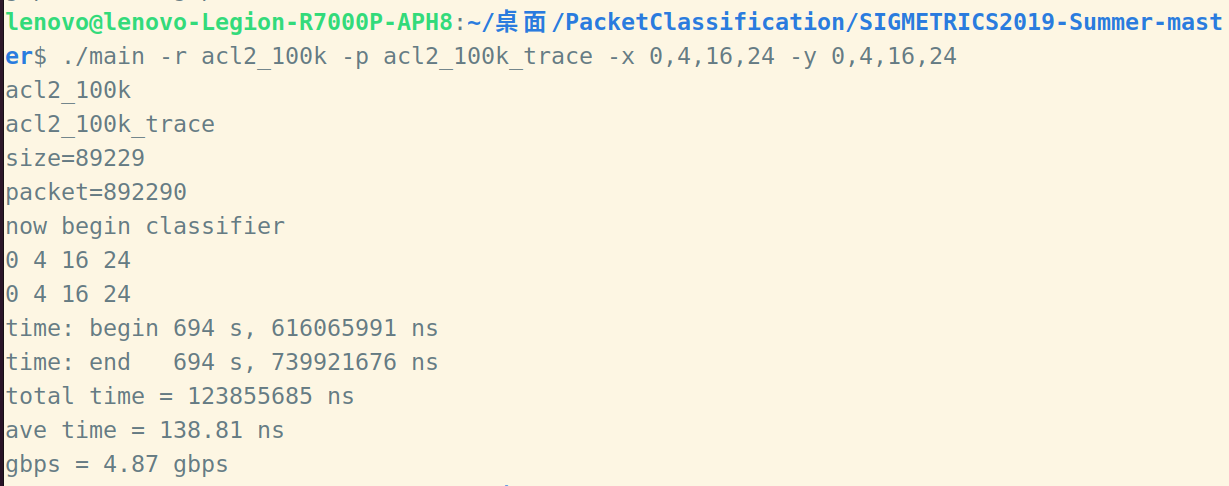 lenovo@lenovo-Legion-R7000P-APH8:~/桌面/PacketClassification/SIGMETRICS2019-Summer-mast
er$ ./main -r acl2_100k -p acl2_100k_trace -x 0,4,16,24 -y 0,4,16,24
acl2_100k
acl2_100k_trace
size=89229
packet=892290
now begin classifier
0 4 16 24
0 4 16 24
time: begin 694 s, 616065991 ns
time: end   694 s, 739921676 ns
total time = 123855685 ns
ave time = 138.81 ns
gbps = 4.87 gbps